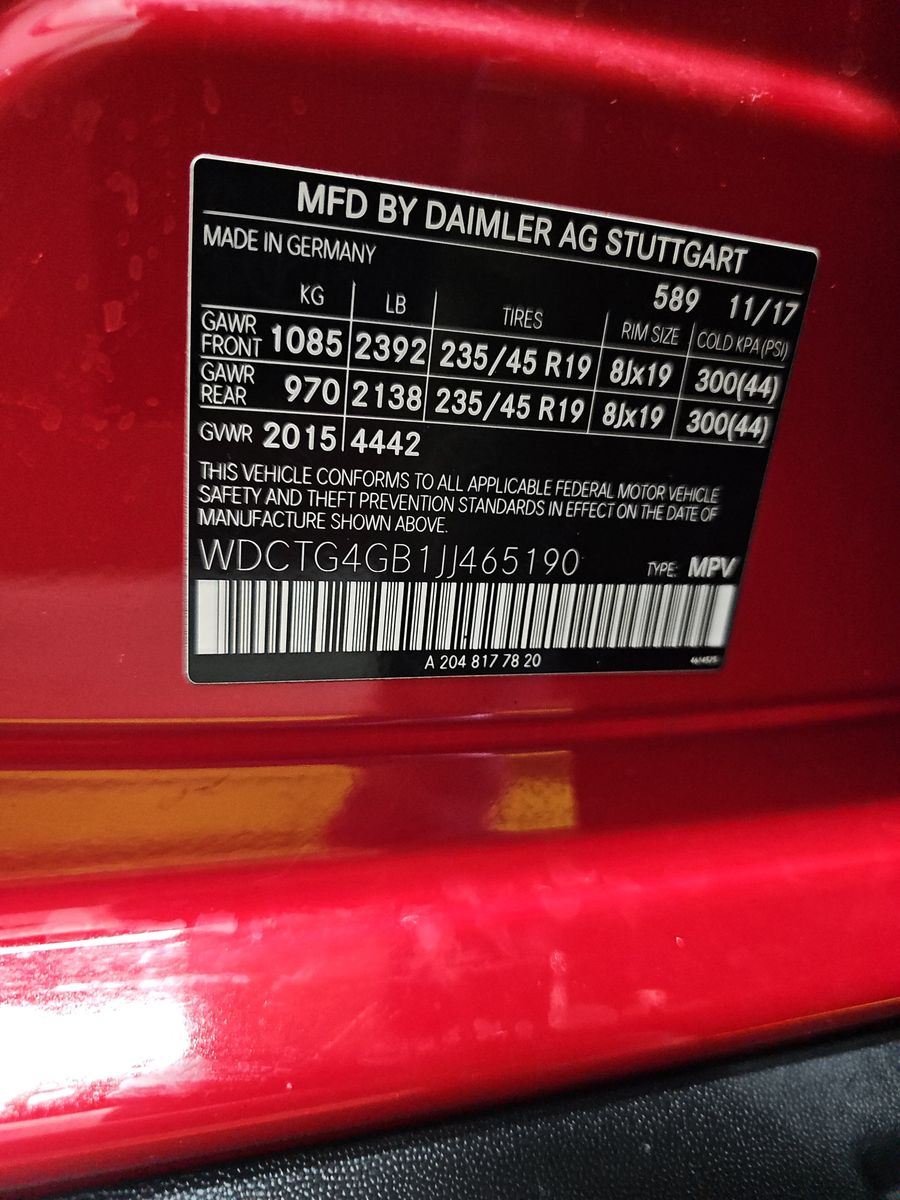 MFD BY DAIMLER AG STUTTGART
MADE IN GERMANY
589 11/17
KG LB TIRES RIM SIZE COLD KPA (PSI)
GAWR FRONT 1085 2392 235/45 R19 8Jx19 300(44)
GAWR REAR 970 2138 235/45 R19 8Jx19 300(44)
GVWR 2015 4442
THIS VEHICLE CONFORMS TO ALL APPLICABLE FEDERAL MOTOR VEHICLE
SAFETY AND THEFT PREVENTION STANDARDS IN EFFECT ON THE DATE OF
MANUFACTURE SHOWN ABOVE.
WDCTG4GB1JJ465190 TYPE: MPV
A 204 817 78 20